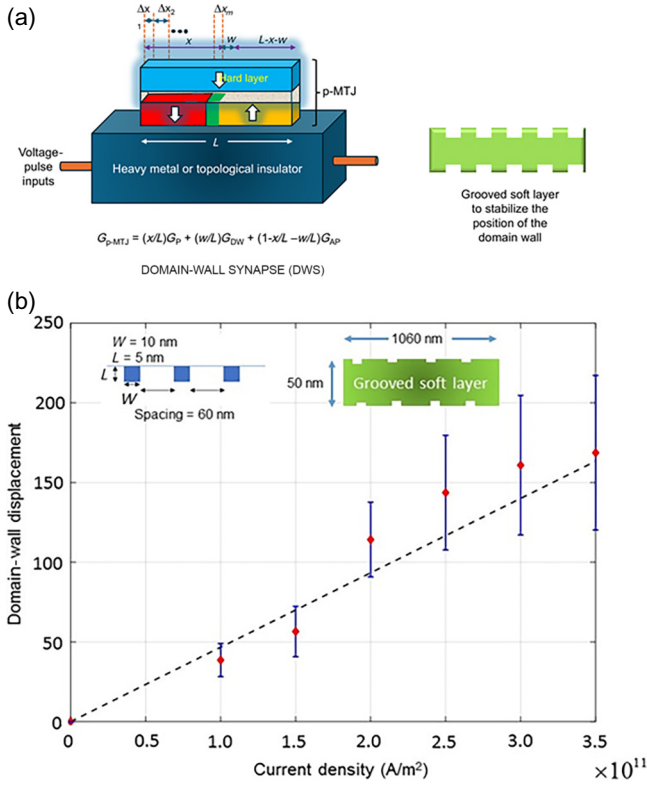 (a)
Δx
1
Δx2
Δxm
x
w
L-x-w
Hard layer
p-MTJ
L
Voltage-
pulse
inputs
Heavy metal or topological insulator
Grooved soft layer
to stabilize the
position of the
domain wall
Gp-MTJ = (x/L)GP + (w/L)GDW + (1-x/L –w/L)GAP
DOMAIN-WALL SYNAPSE (DWS)
(b)
250
200
150
100
50
0
Domain-wall displacement
W = 10 nm
L = 5 nm
L
W
Spacing = 60 nm
1060 nm
50 nm
Grooved soft layer
0
0.5
1.0
1.5
2.0
2.5
3.0
3.5
Current density (A/m²)
×10¹¹